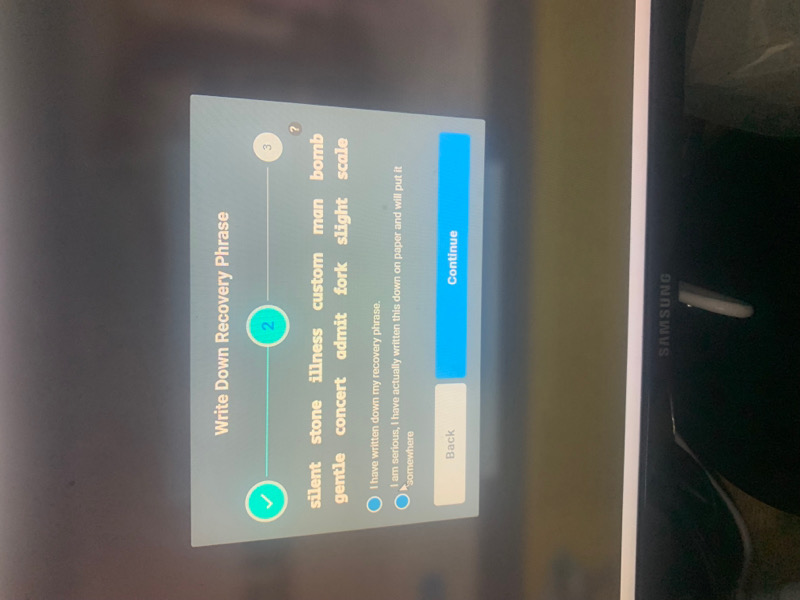 Write Down Recovery Phrase
2
3
?
silent stone illness custom man bomb
gentle concert admit fork slight scale
I have written down my recovery phrase.
I am serious, I have actually written this down on paper and will put it
somewhere
Back
Continue
SAMSUNG